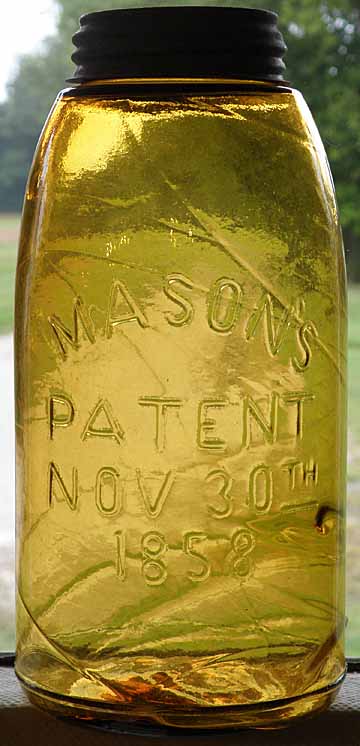 MASON'S
PATENT
NOV 30TH
1858